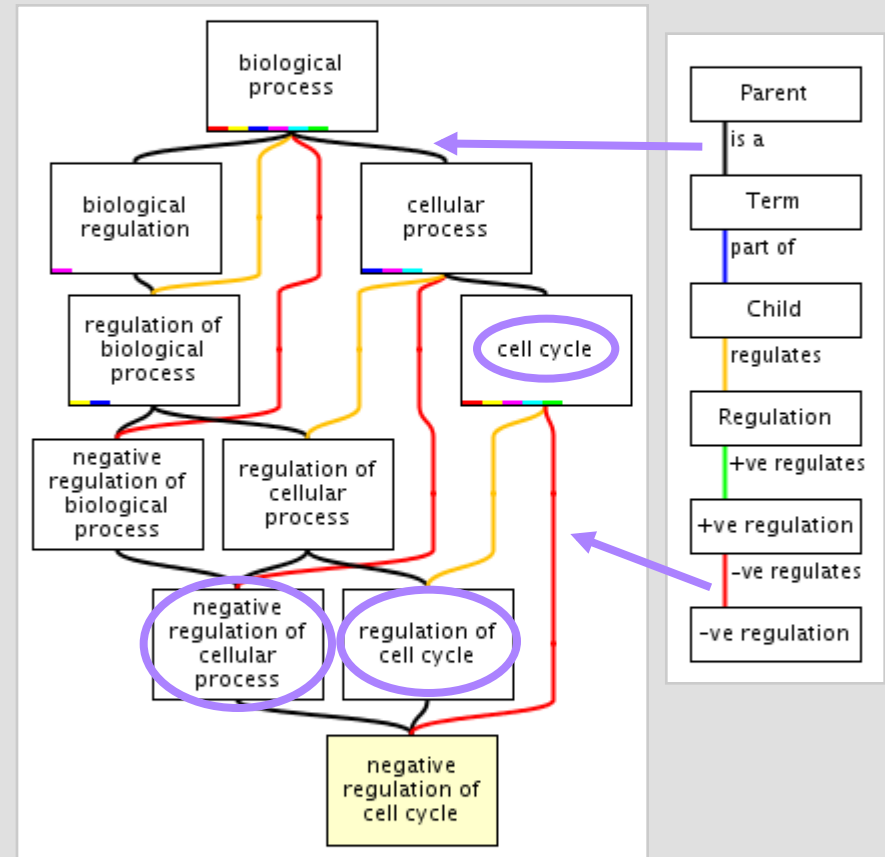 biological
process
biological
regulation
cellular
process
regulation of
biological
process
cell cycle
negative
regulation of
biological
process
regulation of
cellular
process
negative
regulation of
cellular
process
regulation of
cell cycle
negative
regulation of
cell cycle
Parent
is a
Term
part of
Child
regulates
Regulation
+ve regulates
+ve regulation
-ve regulates
-ve regulation